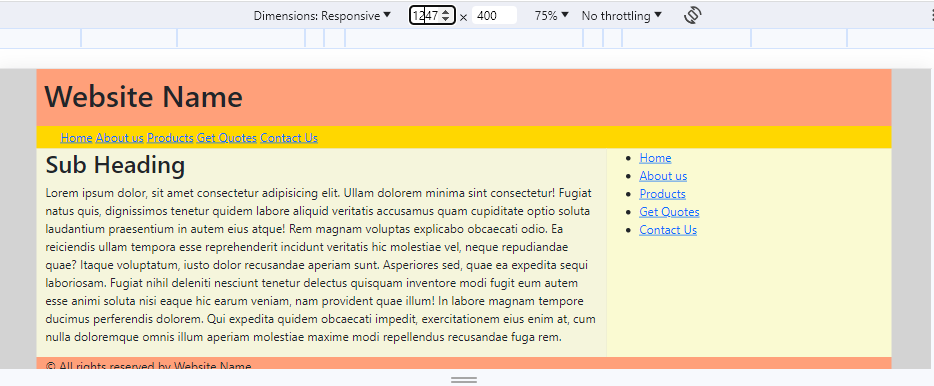 Dimensions: Responsive 1247 × 400 75% No throttling
Website Name
Home About us Products Get Quotes Contact Us
Sub Heading
Lorem ipsum dolor, sit amet consectetur adipisicing elit. Ullam dolorem minima sint consectetur! Fugiat
natus quis, dignissimos tenetur quidem labore aliquid veritatis accusamus quam cupiditate optio soluta
laudantium praesentium in autem eius atque! Rem magnam voluptas explicabo obcaecati odio. Ea
reiciendis ullam tempora esse reprehenderit incidunt veritatis hic molestiae vel, neque repudiandae
quae? Itaque voluptatum, iusto dolor recusandae aperiam sunt. Asperiores sed, quae ea expedita sequi
laboriosam. Fugiat nihil deleniti nesciunt tenetur delectus quisquam inventore modi fugit eum autem
esse animi soluta nisi eaque hic earum veniam, nam provident quae illum! In labore magnam tempore
ducimus perferendis dolorem. Qui expedita quidem obcaecati impedit, exercitationem eius enim at, cum
nulla doloremque omnis illum aperiam molestiae maxime modi repellendus recusandae fuga rem.
Home
About us
Products
Get Quotes
Contact Us
© All rights reserved by Website Name